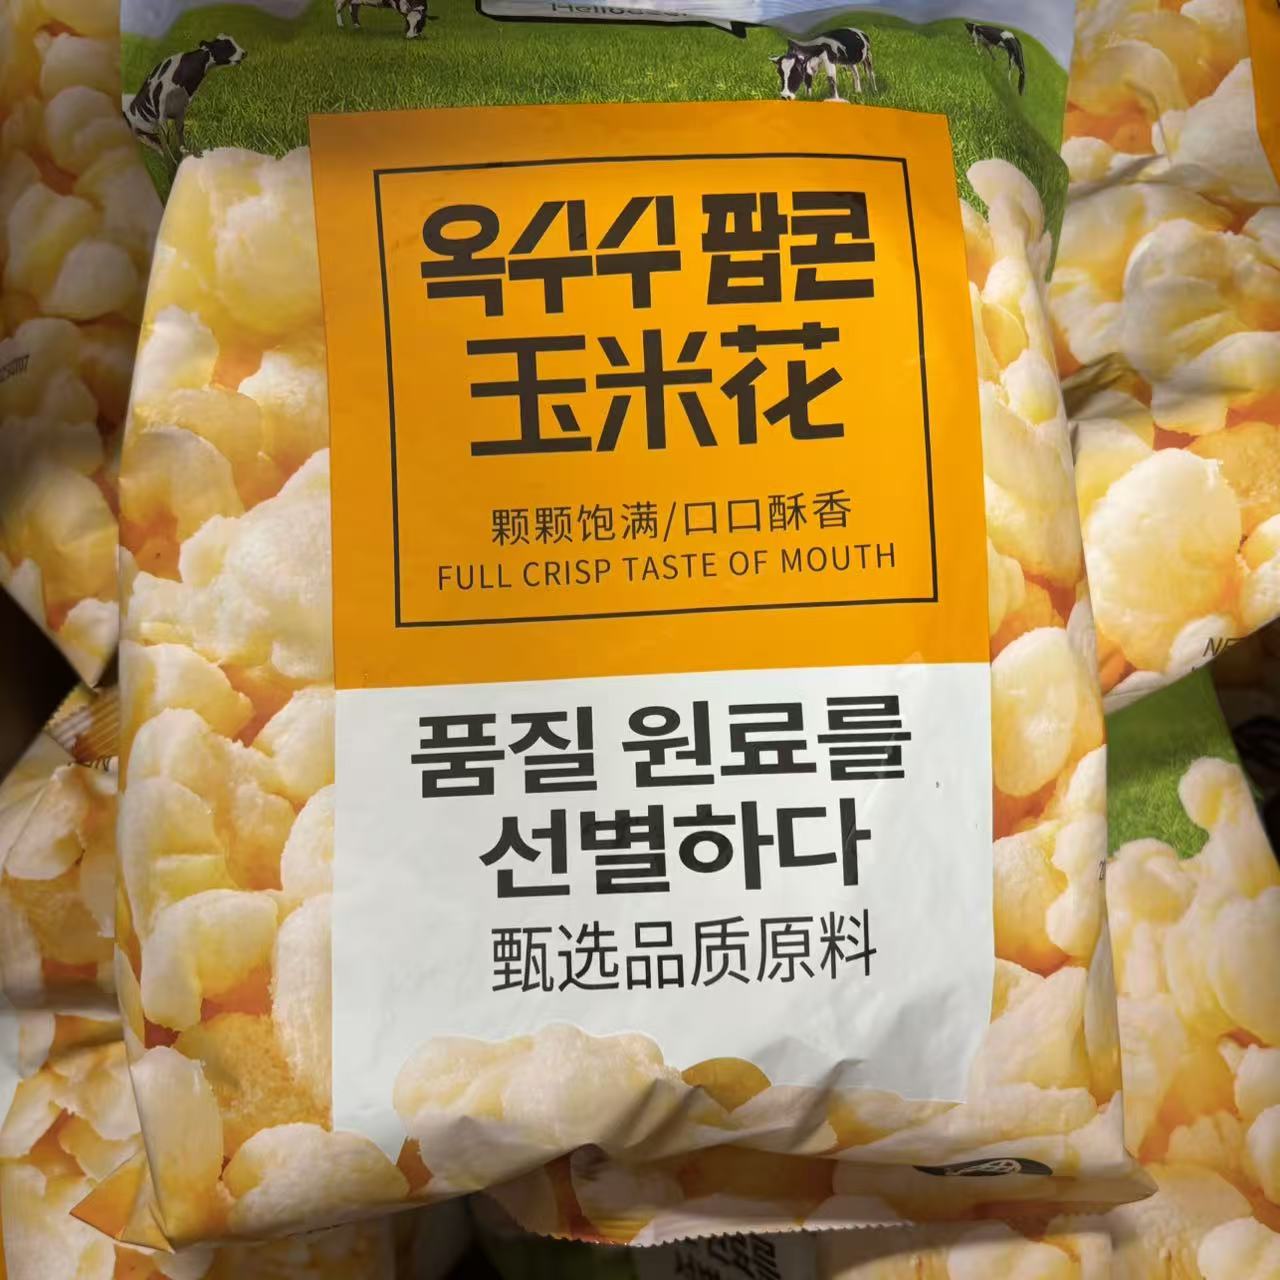 옥수수 팝콘
玉米花
颗颗饱满/口口酥香
FULL CRISP TASTE OF MOUTH
품질 원료를
선별하다
甄选品质原料